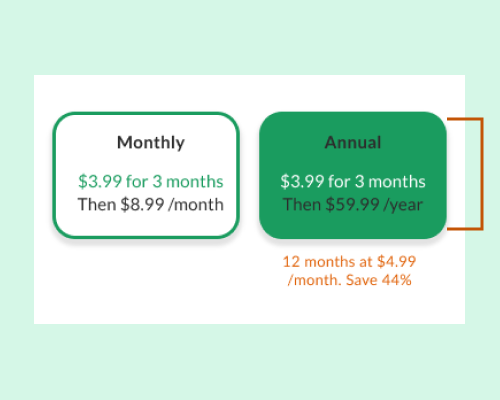 Monthly
$3.99 for 3 months
Then $8.99 /month
Annual
$3.99 for 3 months
Then $59.99 /year
12 months at $4.99
/month. Save 44%